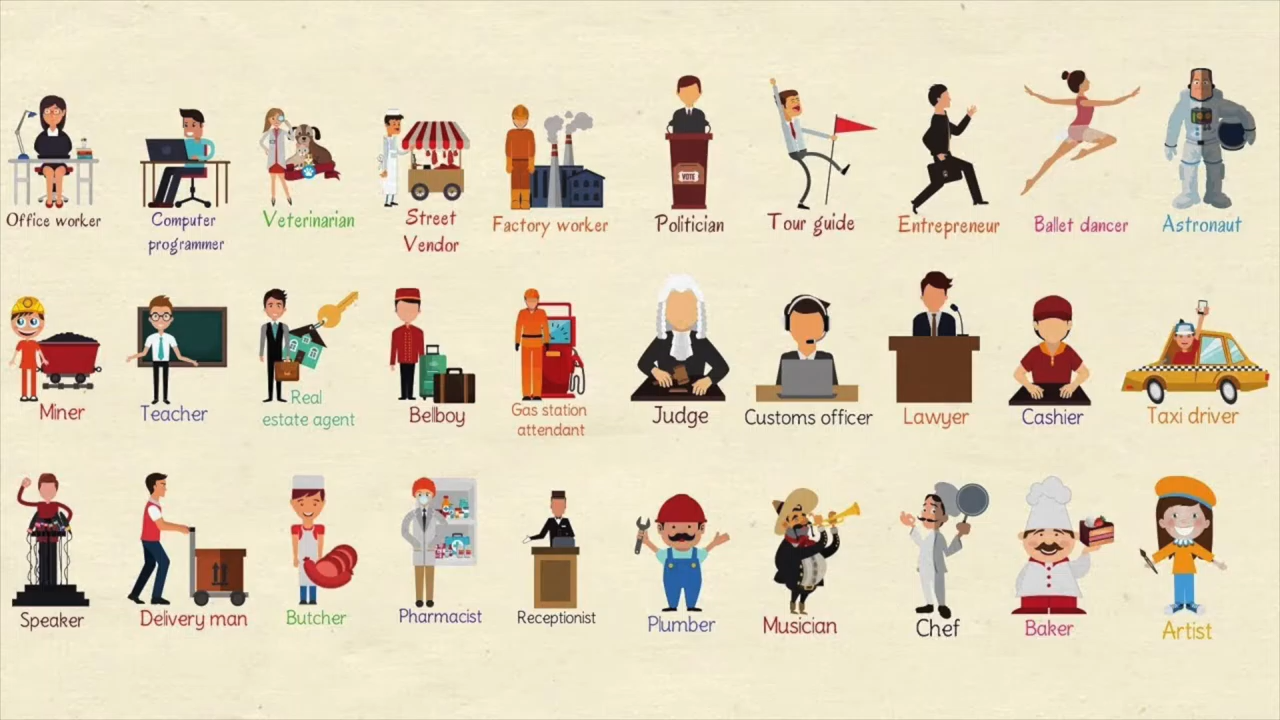 Office worker
Computer
programmer
Veterinarian
Street
Vendor
Factory worker
VOTE
Politician
Tour guide
Entrepreneur
Ballet dancer
Astronaut
Miner
Teacher
Real
estate agent
Bellboy
Gas station
attendant
Judge
Customs officer
Lawyer
Cashier
Taxi driver
Speaker
Delivery man
Butcher
Pharmacist
Receptionist
Plumber
Musician
Chef
Baker
Artist